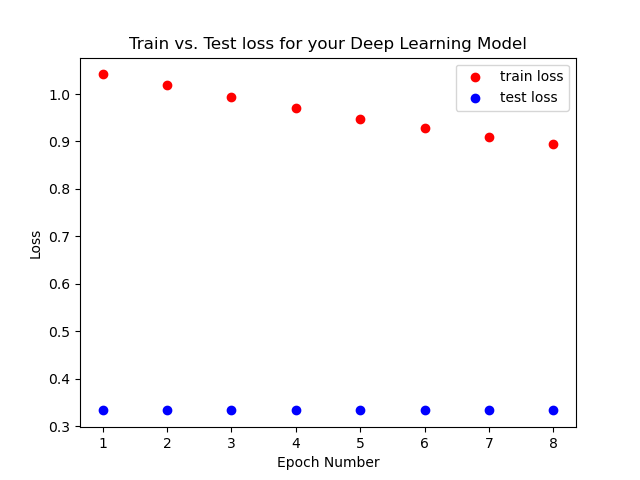 Train vs. Test loss for your Deep Learning Model
train loss
test loss
1.0
0.9
0.8
0.7
0.6
0.5
0.4
0.3
Loss
1 2 3 4 5 6 7 8
Epoch Number